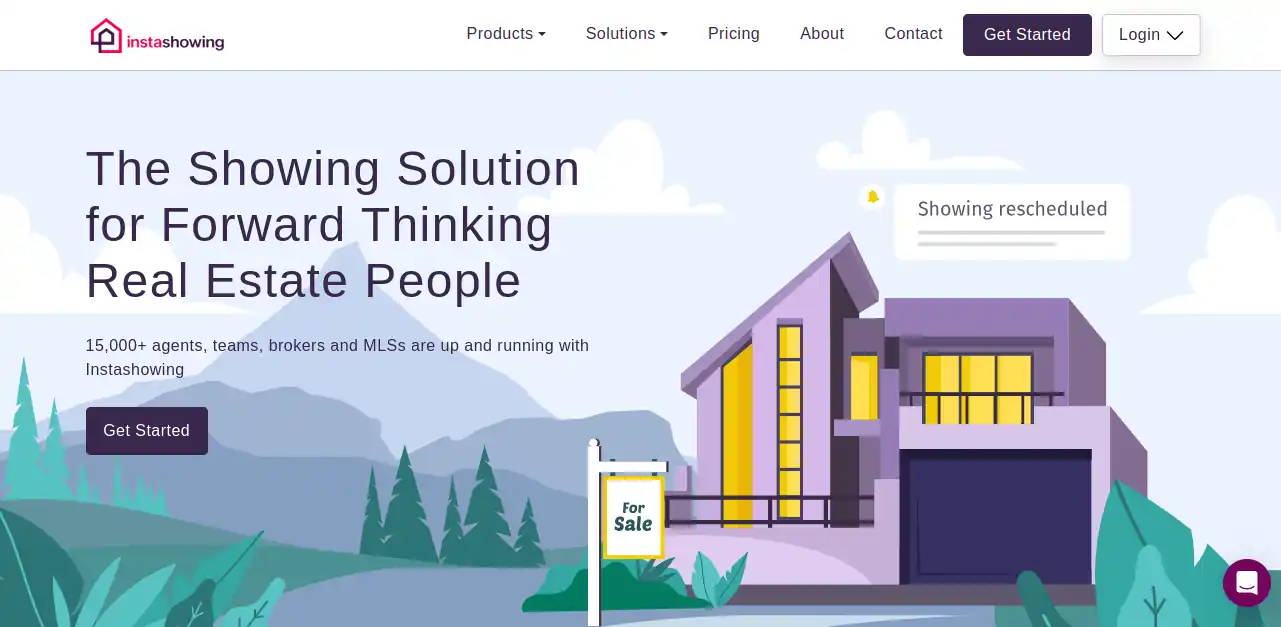 instashowing
Products
Solutions
Pricing
About
Contact
Get Started
Login
The Showing Solution
for Forward Thinking
Real Estate People
15,000+ agents, teams, brokers and MLSs are up and running with
Instashowing
Get Started
Showing rescheduled
For
Sale